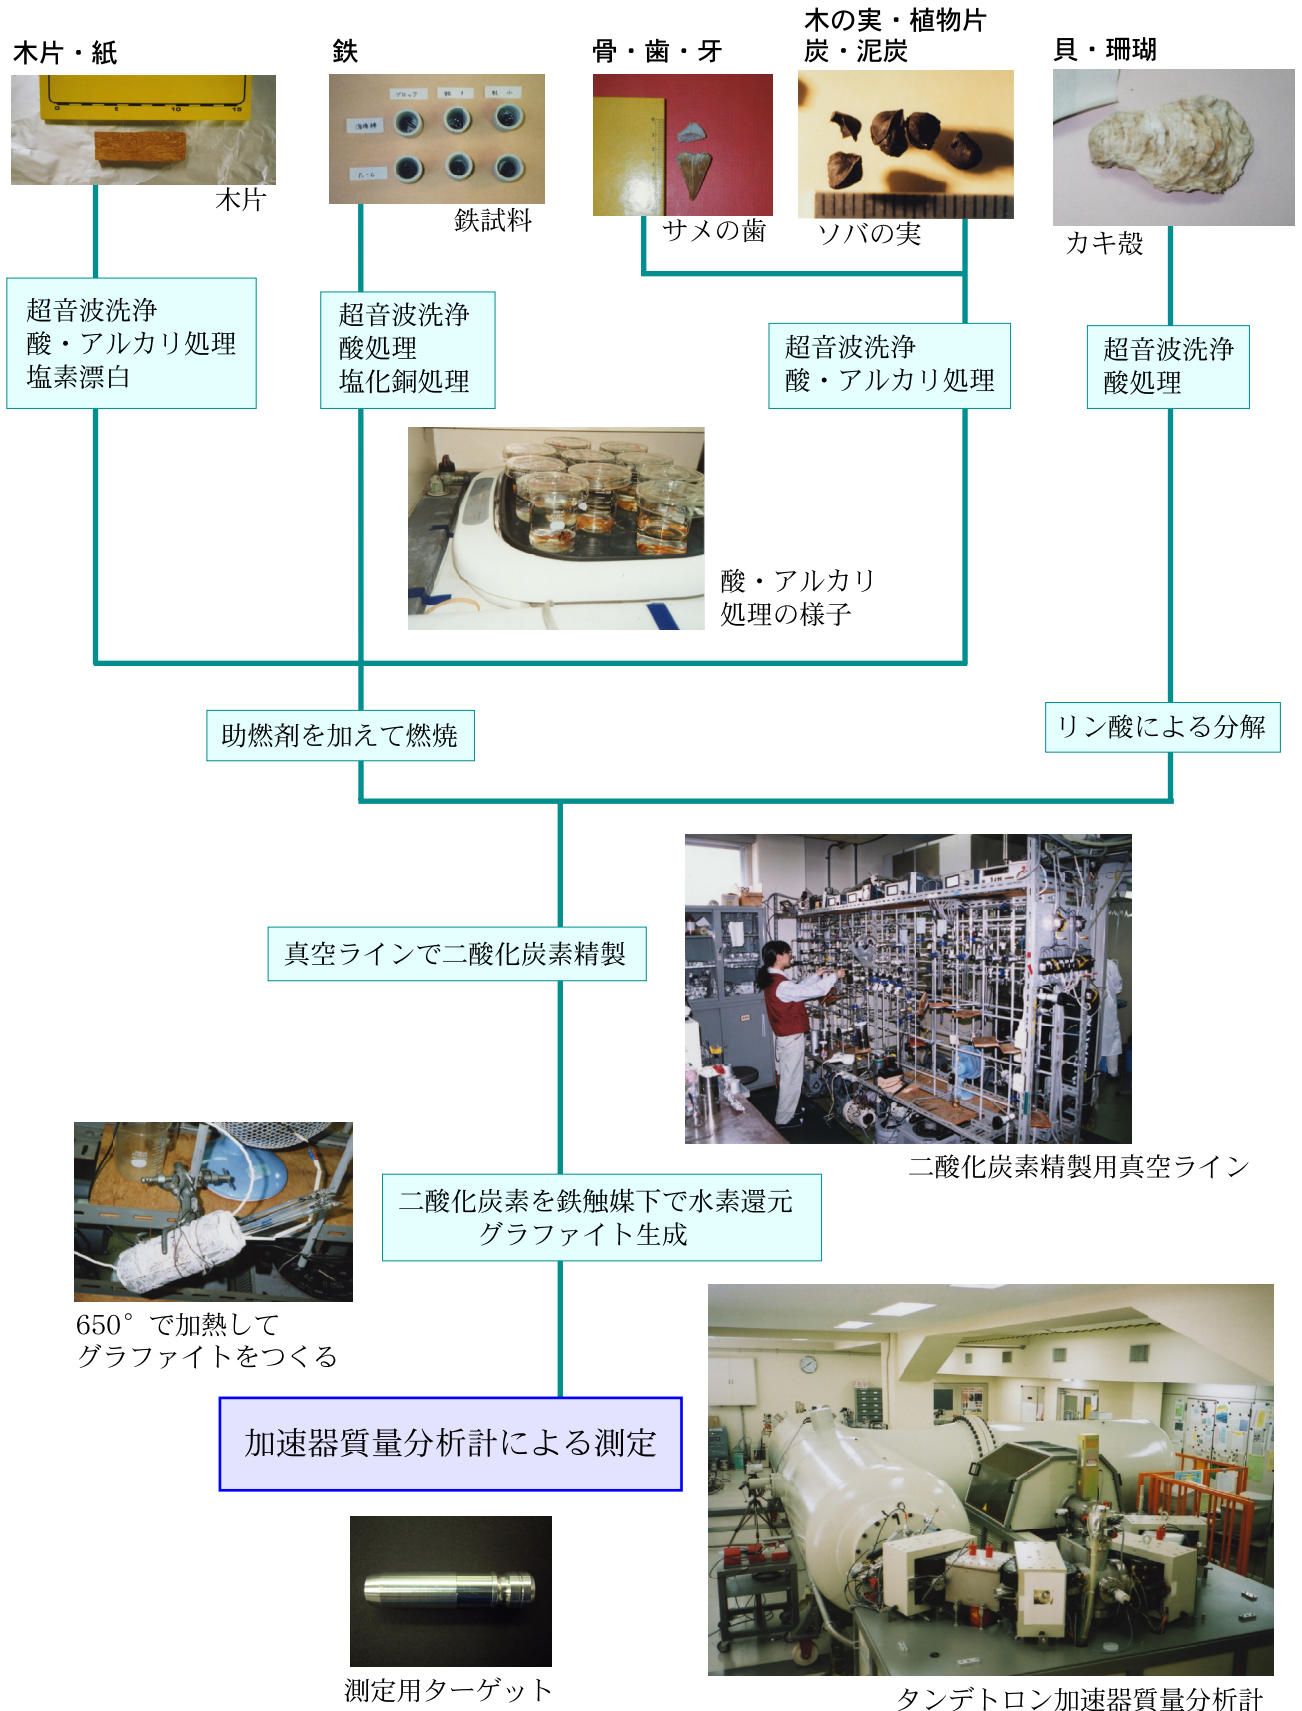 木片・紙
鉄
骨・歯・牙
木の実・植物片
炭・泥炭
貝・珊瑚
0 5 10 15
木片
鉄試料
サメの歯
ソバの実
カキ殻
超音波洗浄
酸・アルカリ処理
塩素漂白
超音波洗浄
酸処理
塩化銅処理
超音波洗浄
酸・アルカリ処理
超音波洗浄
酸処理
酸・アルカリ
処理の様子
助燃剤を加えて燃焼
リン酸による分解
真空ラインで二酸化炭素精製
二酸化炭素精製用真空ライン
二酸化炭素を鉄触媒下で水素還元
グラファイト生成
650°で加熱して
グラファイトをつくる
加速器質量分析計による測定
測定用ターゲット
タンデトロン加速器質量分析計